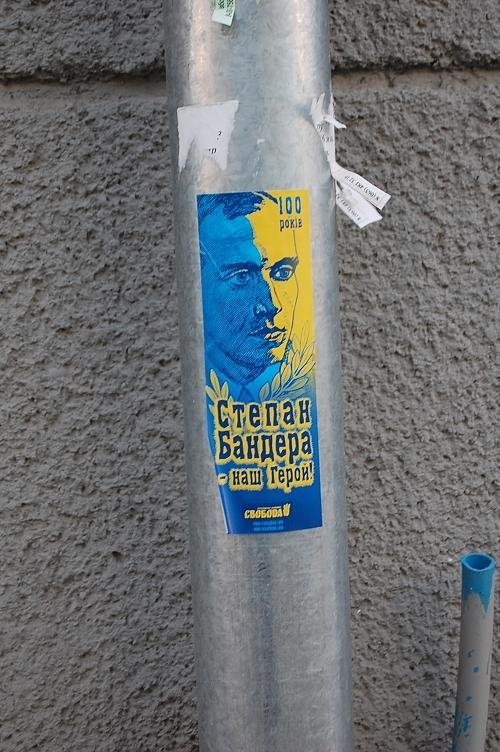 100
років
Степан
Бандера
- наш Герой!
СВОБОДА